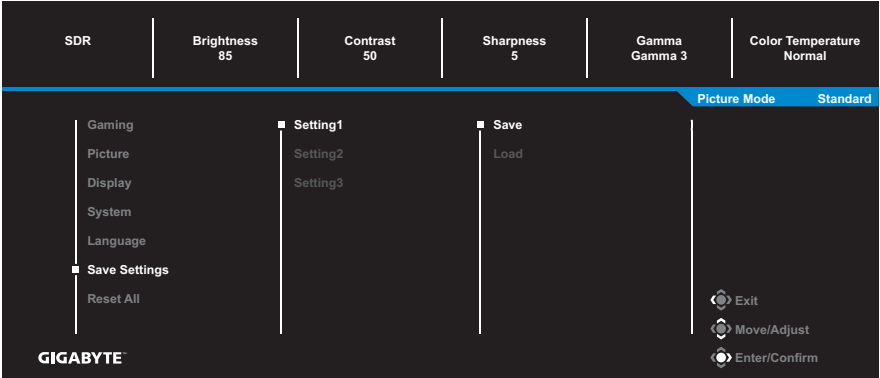 SDR
Brightness
85
Contrast
50
Sharpness
5
Gamma
Gamma 3
Color Temperature
Normal
Picture Mode Standard
Gaming
Picture
Display
System
Language
Save Settings
Reset All
Setting1
Setting2
Setting3
Save
Load
Exit
Move/Adjust
Enter/Confirm
GIGABYTE™